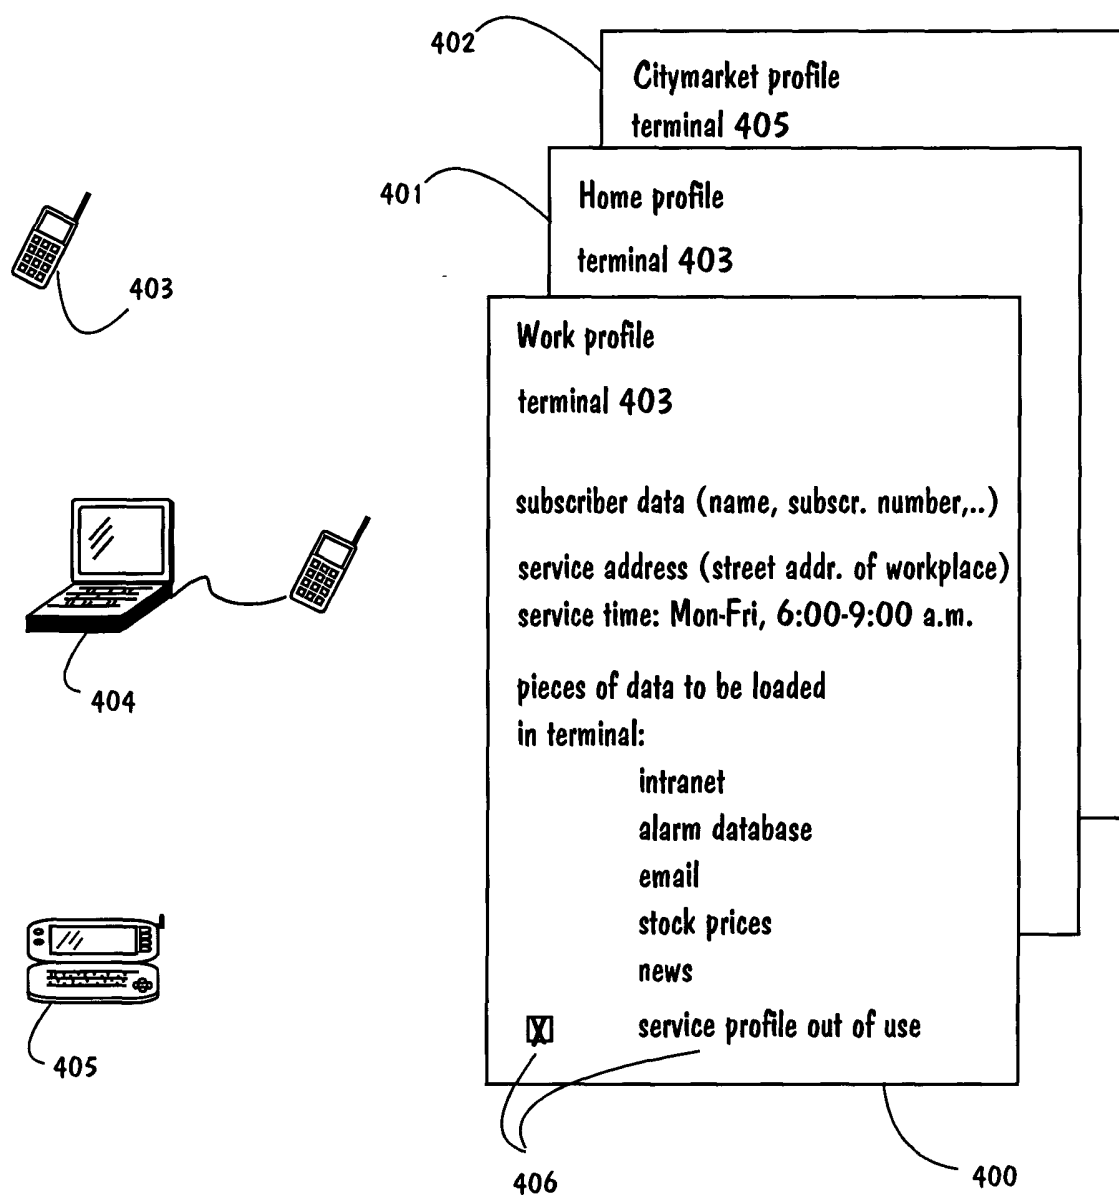 402
Citymarket profile
terminal 405
401
Home profile
terminal 403
403
Work profile
terminal 403
subscriber data (name, subscr. number,..)
service address (street addr. of workplace)
service time: Mon-Fri, 6:00-9:00 a.m.
404
pieces of data to be loaded
in terminal:
intranet
alarm database
email
stock prices
news
X service profile out of use
405
406
400